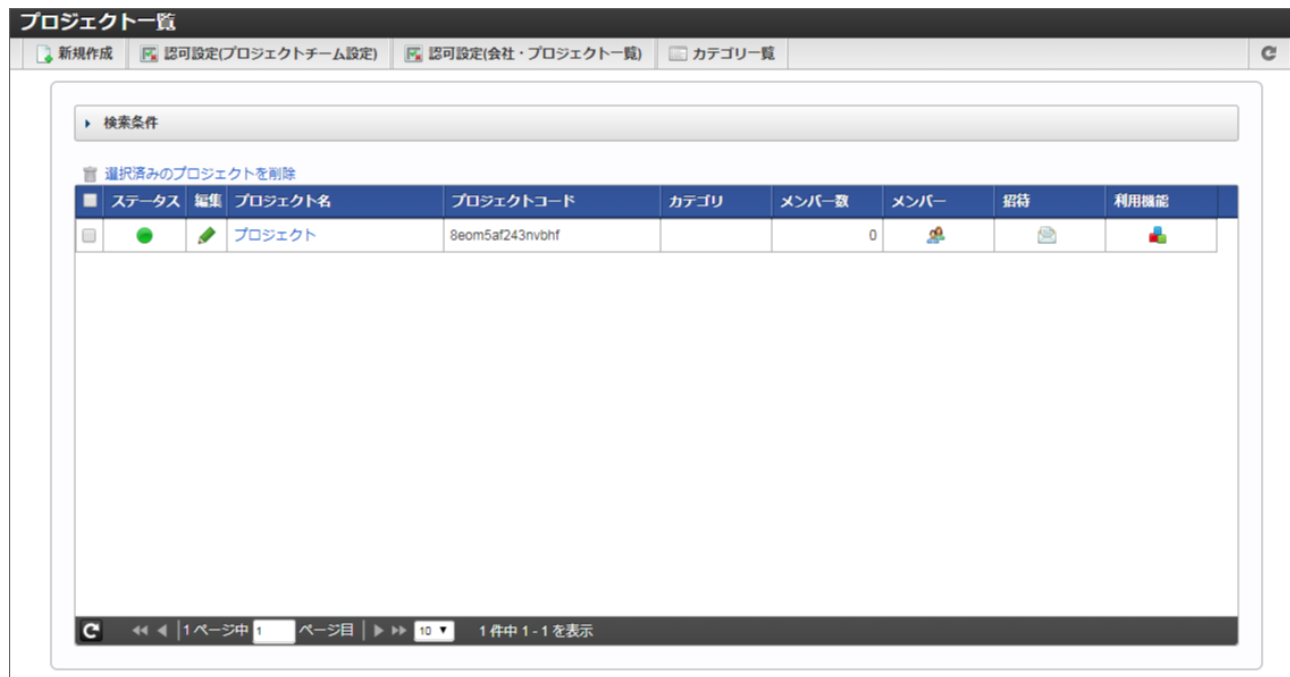 プロジェクト一覧
新規作成 認可設定(プロジェクトチーム設定) 認可設定(会社・プロジェクト一覧) カテゴリ一覧
検索条件
選択済みのプロジェクトを削除
ステータス 編集 プロジェクト名 プロジェクトコード カテゴリ メンバー数 メンバー 招待 利用機能
プロジェクト 8eom5af243nvbhf 0
1 ページ中 1 ページ目 10 1 件中 1 - 1 を表示